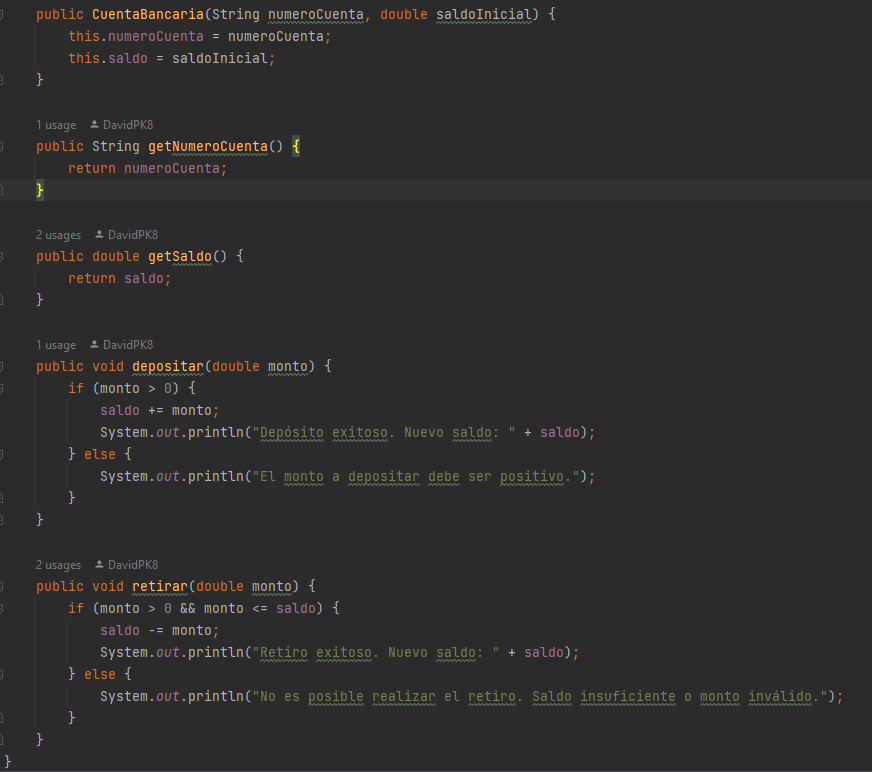 public CuentaBancaria(String numeroCuenta, double saldoInicial) {
this.numeroCuenta = numeroCuenta;
this.saldo = saldoInicial;
}
1 usage DavidPK8
public String getNumeroCuenta() {
return numeroCuenta;
}
2 usages DavidPK8
public double getSaldo() {
return saldo;
}
1 usage DavidPK8
public void depositar(double monto) {
if (monto > 0) {
saldo += monto;
System.out.println("Depósito exitoso. Nuevo saldo: " + saldo);
} else {
System.out.println("El monto a depositar debe ser positivo.");
}
}
2 usages DavidPK8
public void retirar(double monto) {
if (monto > 0 && monto <= saldo) {
saldo -= monto;
System.out.println("Retiro exitoso. Nuevo saldo: " + saldo);
} else {
System.out.println("No es posible realizar el retiro. Saldo insuficiente o monto inválido.");
}
}
}